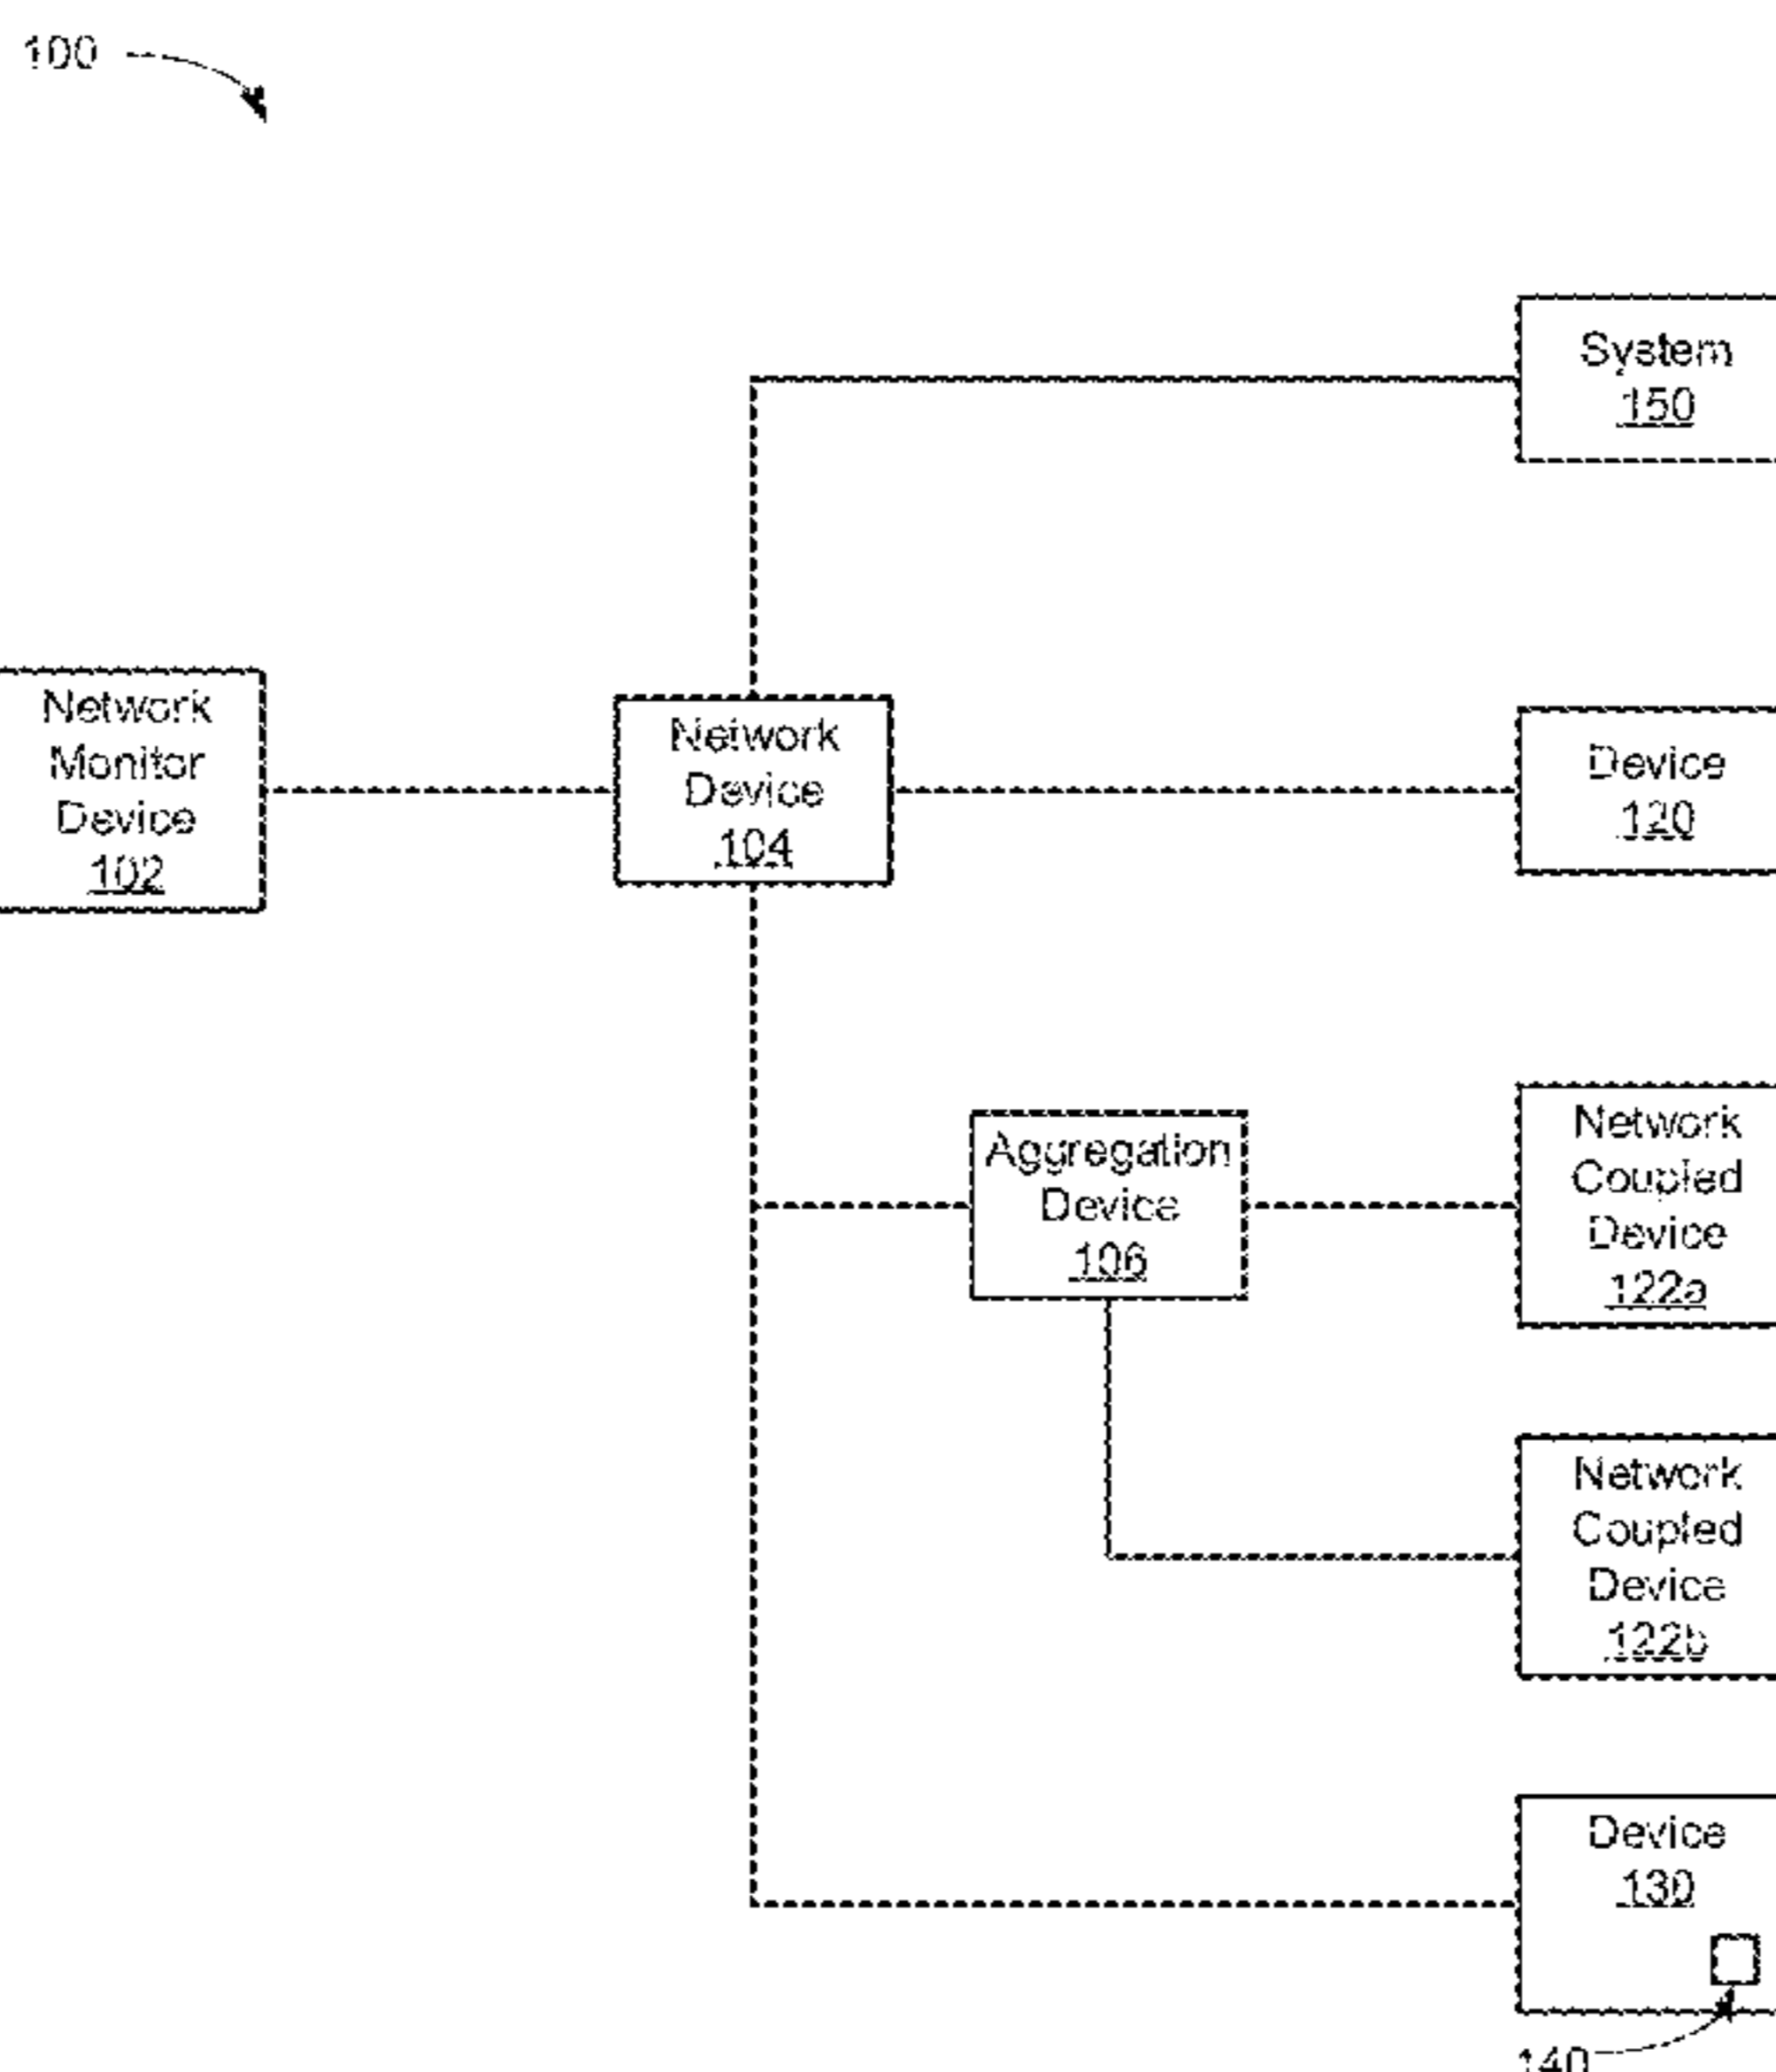 100
System
150
Network
Monitor
Device
102
Network
Device
104
Device
120
Aggregation
Device
106
Network
Coupled
Device
122a
Network
Coupled
Device
122b
Device
130
140